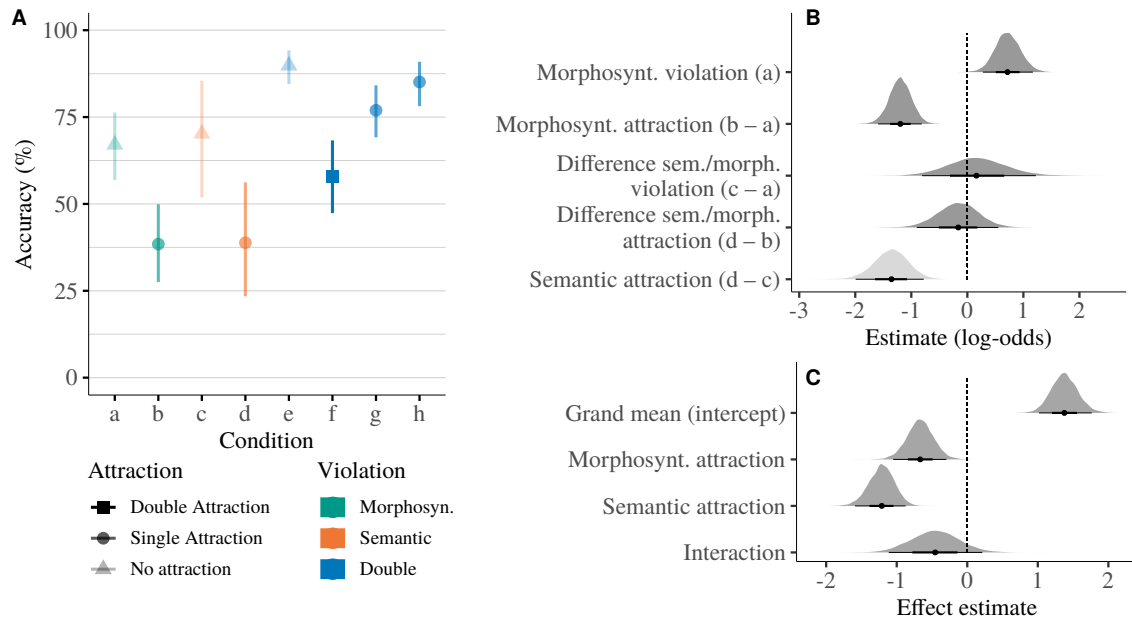 A
100
75
50
25
0
Accuracy (%)
a b c d e f g h
Condition
Attraction
Double Attraction
Single Attraction
No attraction
Violation
Morphosyn.
Semantic
Double
B
Morphosynt. violation (a)
Morphosynt. attraction (b – a)
Difference sem./morph.
violation (c – a)
Difference sem./morph.
attraction (d – b)
Semantic attraction (d – c)
-3 -2 -1 0 1 2
Estimate (log-odds)
C
Grand mean (intercept)
Morphosynt. attraction
Semantic attraction
Interaction
-2 -1 0 1 2
Effect estimate